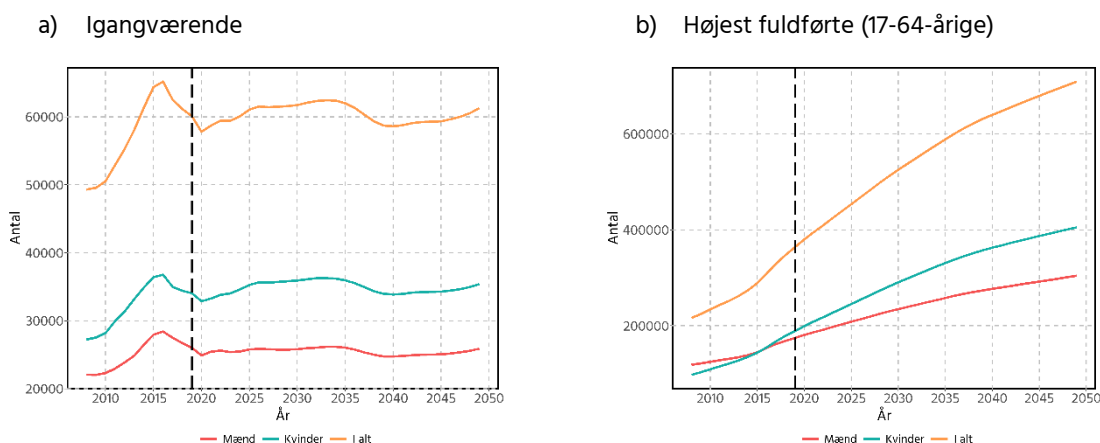 a) Igangværende
60000
50000
40000
30000
20000
Antal
2010 2015 2020 2025 2030 2035 2040 2045 2050
År
Mænd Kvinder I alt
b) Højest fuldførte (17-64-årige)
600000
400000
200000
Antal
2010 2015 2019 2025 2030 2035 2040 2045 2050
År
Mænd Kvinder I alt